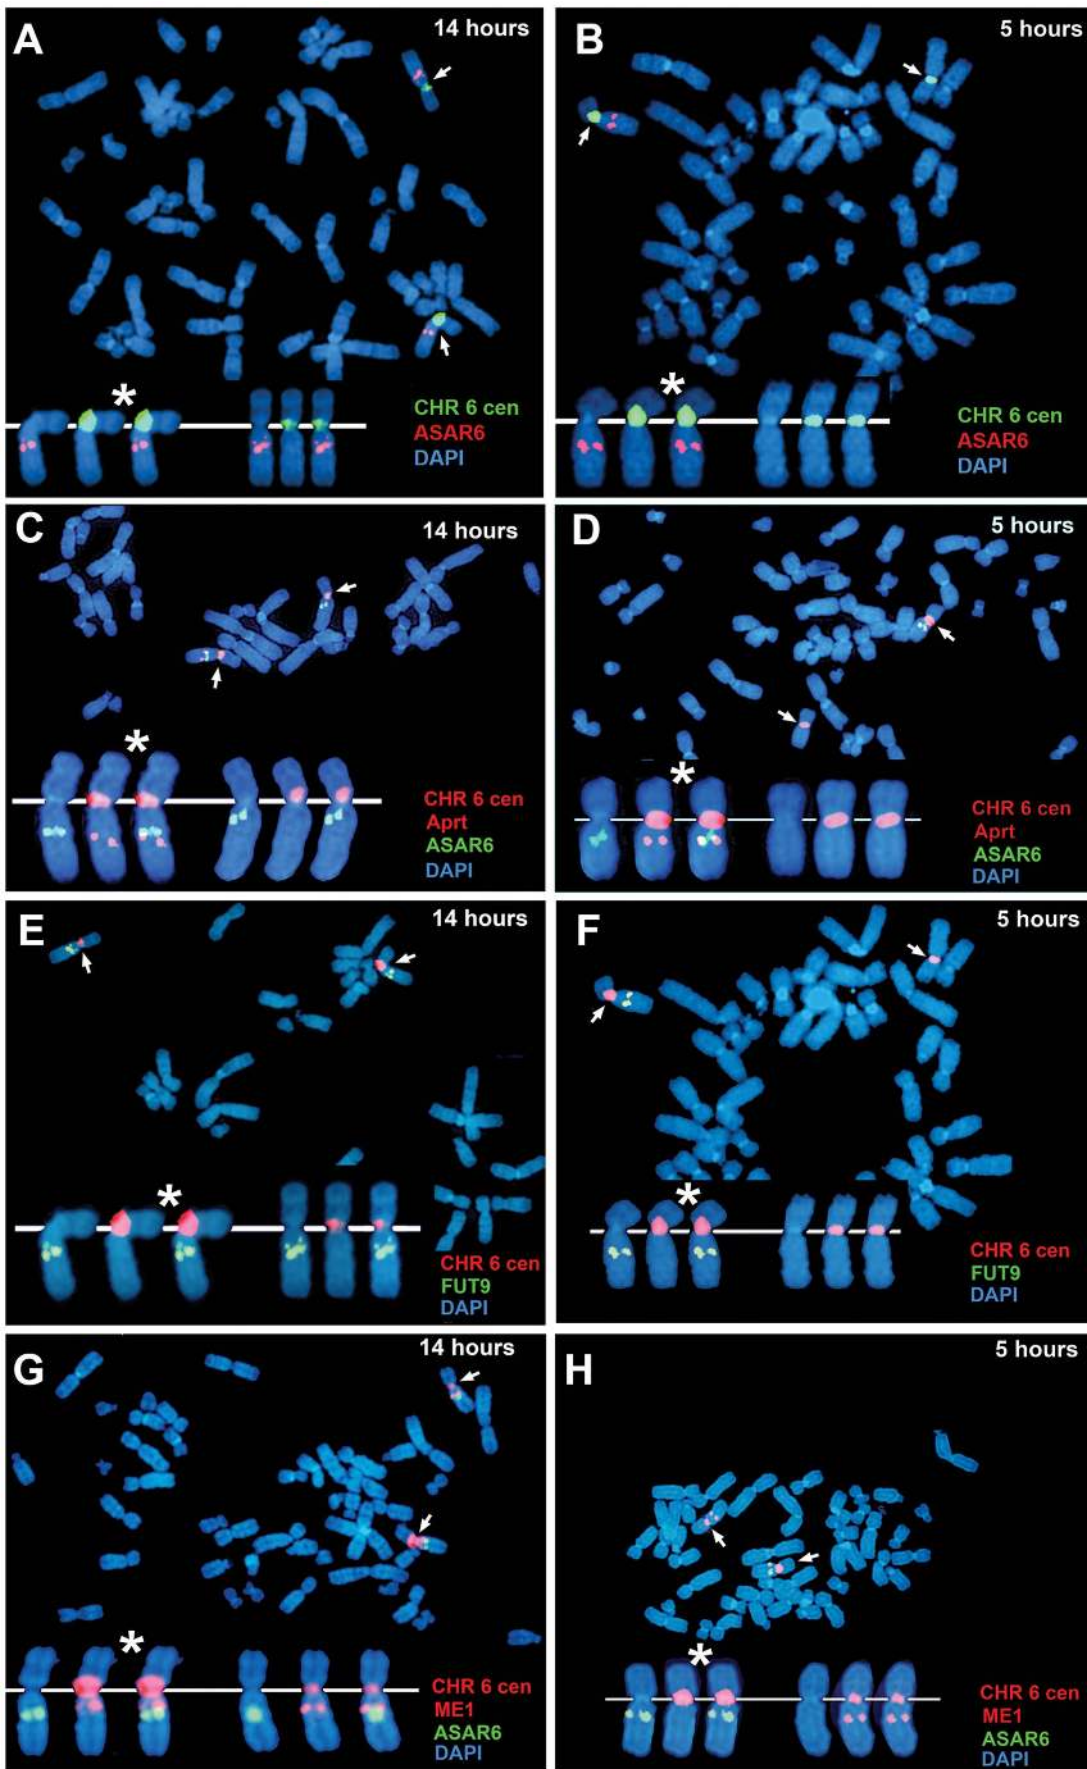 A
14 hours
*
CHR 6 cen
ASAR6
DAPI
B
5 hours
*
CHR 6 cen
ASAR6
DAPI
C
14 hours
*
CHR 6 cen
Aprt
ASAR6
DAPI
D
5 hours
*
CHR 6 cen
Aprt
ASAR6
DAPI
E
14 hours
*
CHR 6 cen
FUT9
DAPI
F
5 hours
*
CHR 6 cen
FUT9
DAPI
G
14 hours
*
CHR 6 cen
ME1
ASAR6
DAPI
H
5 hours
*
CHR 6 cen
ME1
ASAR6
DAPI